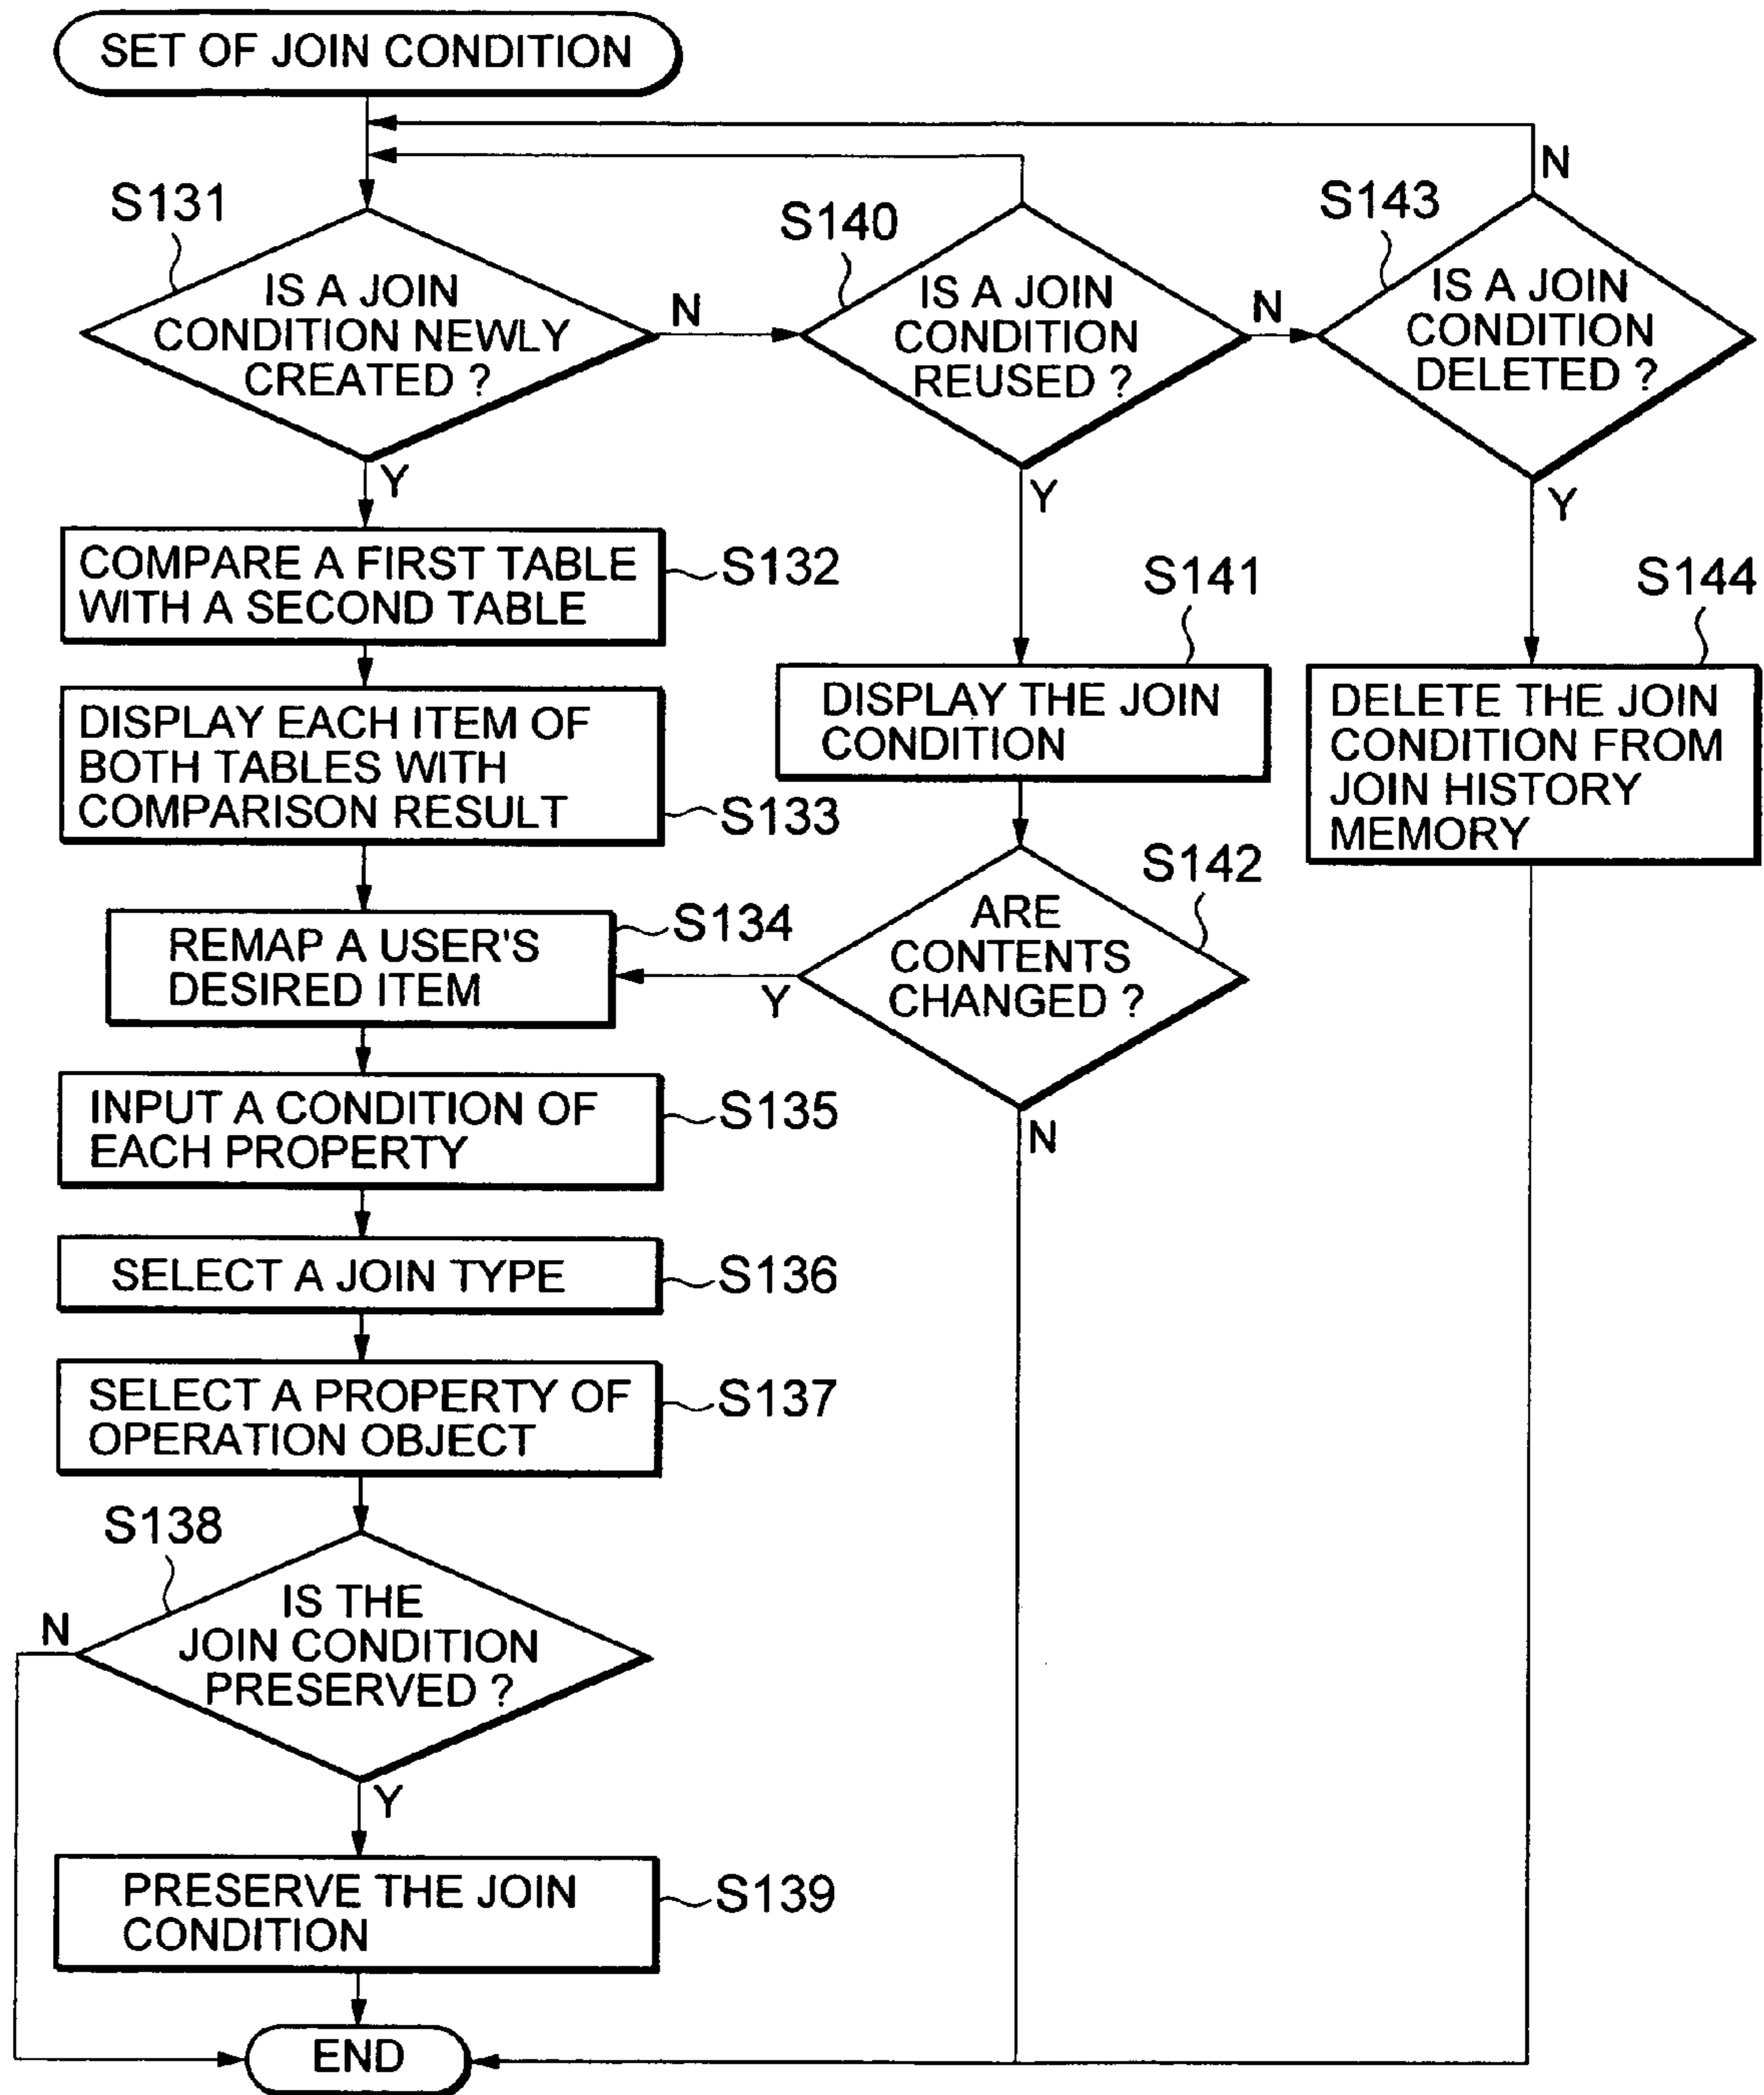 SET OF JOIN CONDITION
S131
IS A JOIN
CONDITION NEWLY
CREATED ?
N
Y
S140
IS A JOIN
CONDITION
REUSED ?
N
Y
S143
IS A JOIN
CONDITION
DELETED ?
N
Y
COMPARE A FIRST TABLE
WITH A SECOND TABLE
S132
DISPLAY EACH ITEM OF
BOTH TABLES WITH
COMPARISON RESULT
S133
S141
DISPLAY THE JOIN
CONDITION
S144
DELETE THE JOIN
CONDITION FROM
JOIN HISTORY
MEMORY
S142
ARE
CONTENTS
CHANGED ?
Y
N
REMAP A USER'S
DESIRED ITEM
S134
INPUT A CONDITION OF
EACH PROPERTY
S135
SELECT A JOIN TYPE
S136
SELECT A PROPERTY OF
OPERATION OBJECT
S137
S138
IS THE
JOIN CONDITION
PRESERVED ?
N
Y
PRESERVE THE JOIN
CONDITION
S139
END